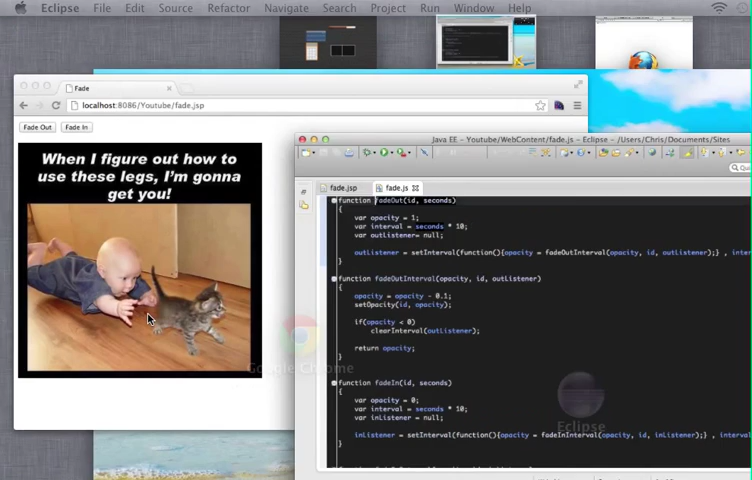 Eclipse File Edit Source Refactor Navigate Search Project Run Window Help
Fade
localhost:8086/Youtube/fade.jsp
Fade Out Fade In
When I figure out how to
use these legs, I'm gonna
get you!
Google Chrome
Java EE - Youtube/WebContent/fade.js - /Users/Chris/Documents/Sites
fade.jsp fade.js
function fadeOut(id, seconds)
{
var opacity = 1;
var interval = seconds * 10;
var outListener= null;
outListener = setInterval(function(){opacity = fadeOutInterval(opacity, id, outListener);} , interval
}
function fadeOutInterval(opacity, id, outListener)
{
opacity = opacity - 0.1;
setOpacity(id, opacity);
if(opacity < 0)
clearInterval(outListener);
return opacity;
}
function fadeIn(id, seconds)
{
var opacity = 0;
var interval = seconds * 10;
var inListener = null;
inListener = setInterval(function(){opacity = fadeInInterval(opacity, id, inListener);} , interval
}
Eclipse